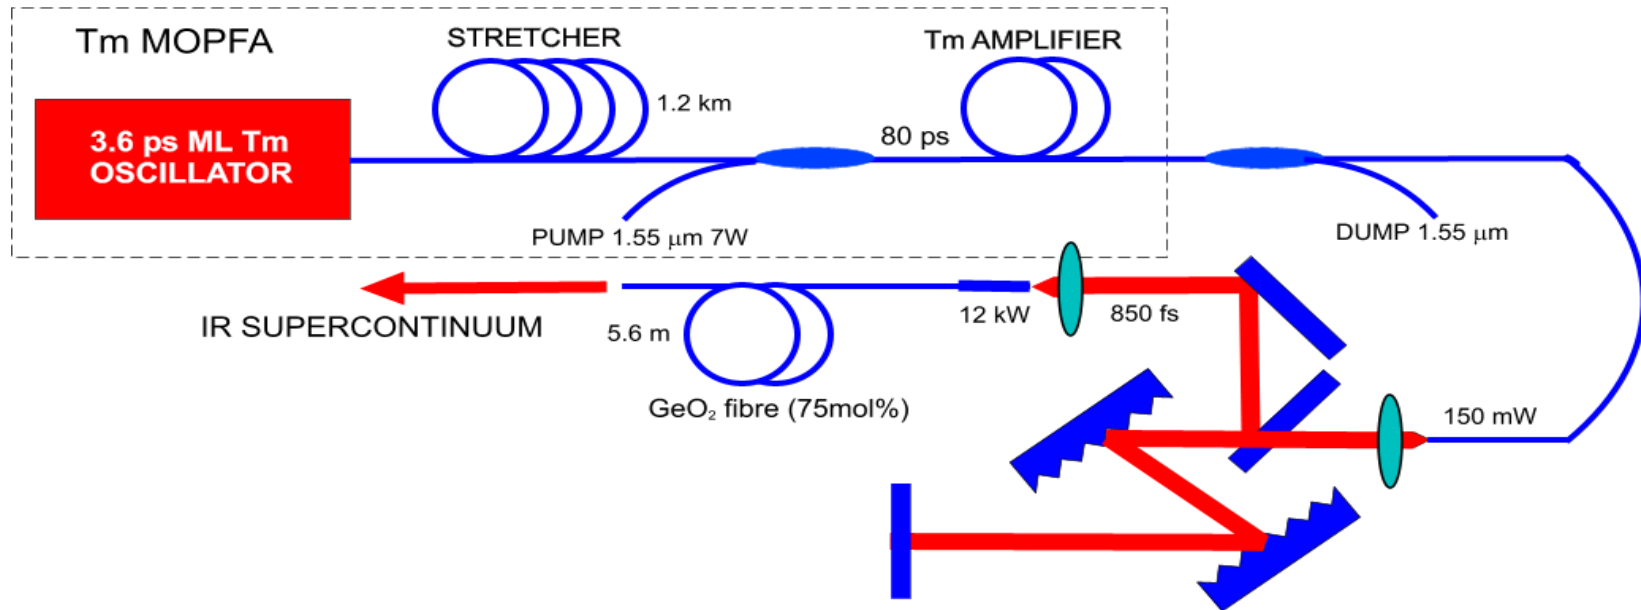 Tm MOPFA
STRETCHER
Tm AMPLIFIER
1.2 km
3.6 ps ML Tm
OSCILLATOR
80 ps
PUMP 1.55 μm 7W
DUMP 1.55 μm
IR SUPERCONTINUUM
5.6 m
12 kW
850 fs
GeO₂ fibre (75mol%)
150 mW